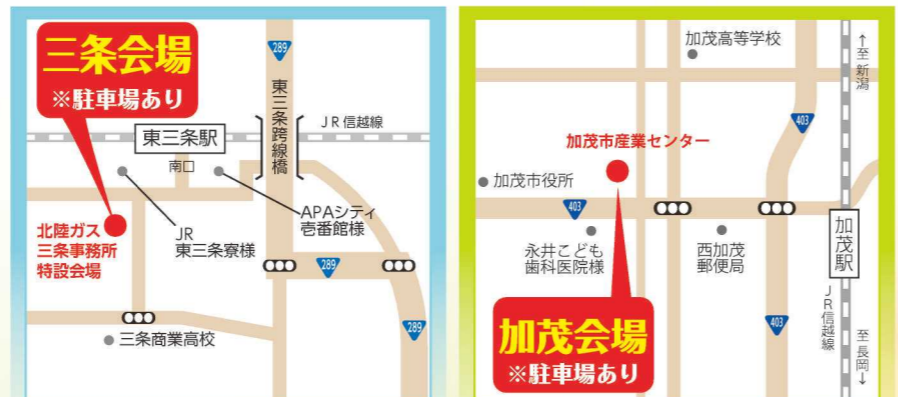 三条会場
※駐車場あり
289
東三条跨線橋
JR信越線
東三条駅
南口
APAシティ
壱番館様
JR
東三条寮様
北陸ガス
三条事務所
特設会場
289
289
三条商業高校
加茂高等学校
←至新潟
403
加茂市産業センター
加茂市役所
403
永井こども
歯科医院様
西加茂
郵便局
加茂駅
JR信越線
403
至長岡→
加茂会場
※駐車場あり